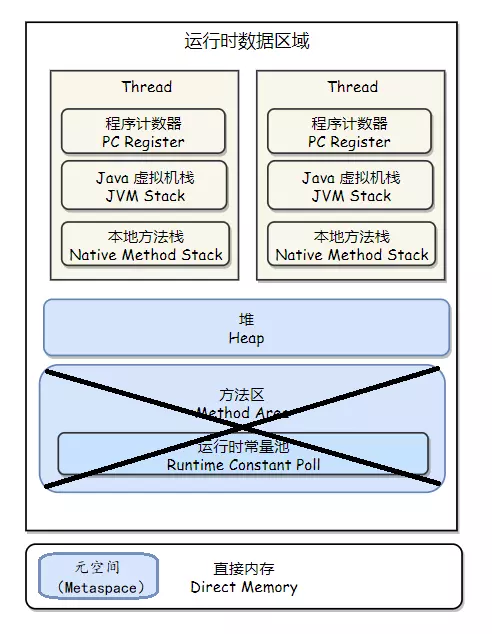 运行时数据区域
Thread
程序计数器
PC Register
Java 虚拟机栈
JVM Stack
本地方法栈
Native Method Stack
Thread
程序计数器
PC Register
Java 虚拟机栈
JVM Stack
本地方法栈
Native Method Stack
堆
Heap
方法区
Method Area
运行时常量池
Runtime Constant Poll
元空间
（Metaspace）
直接内存
Direct Memory